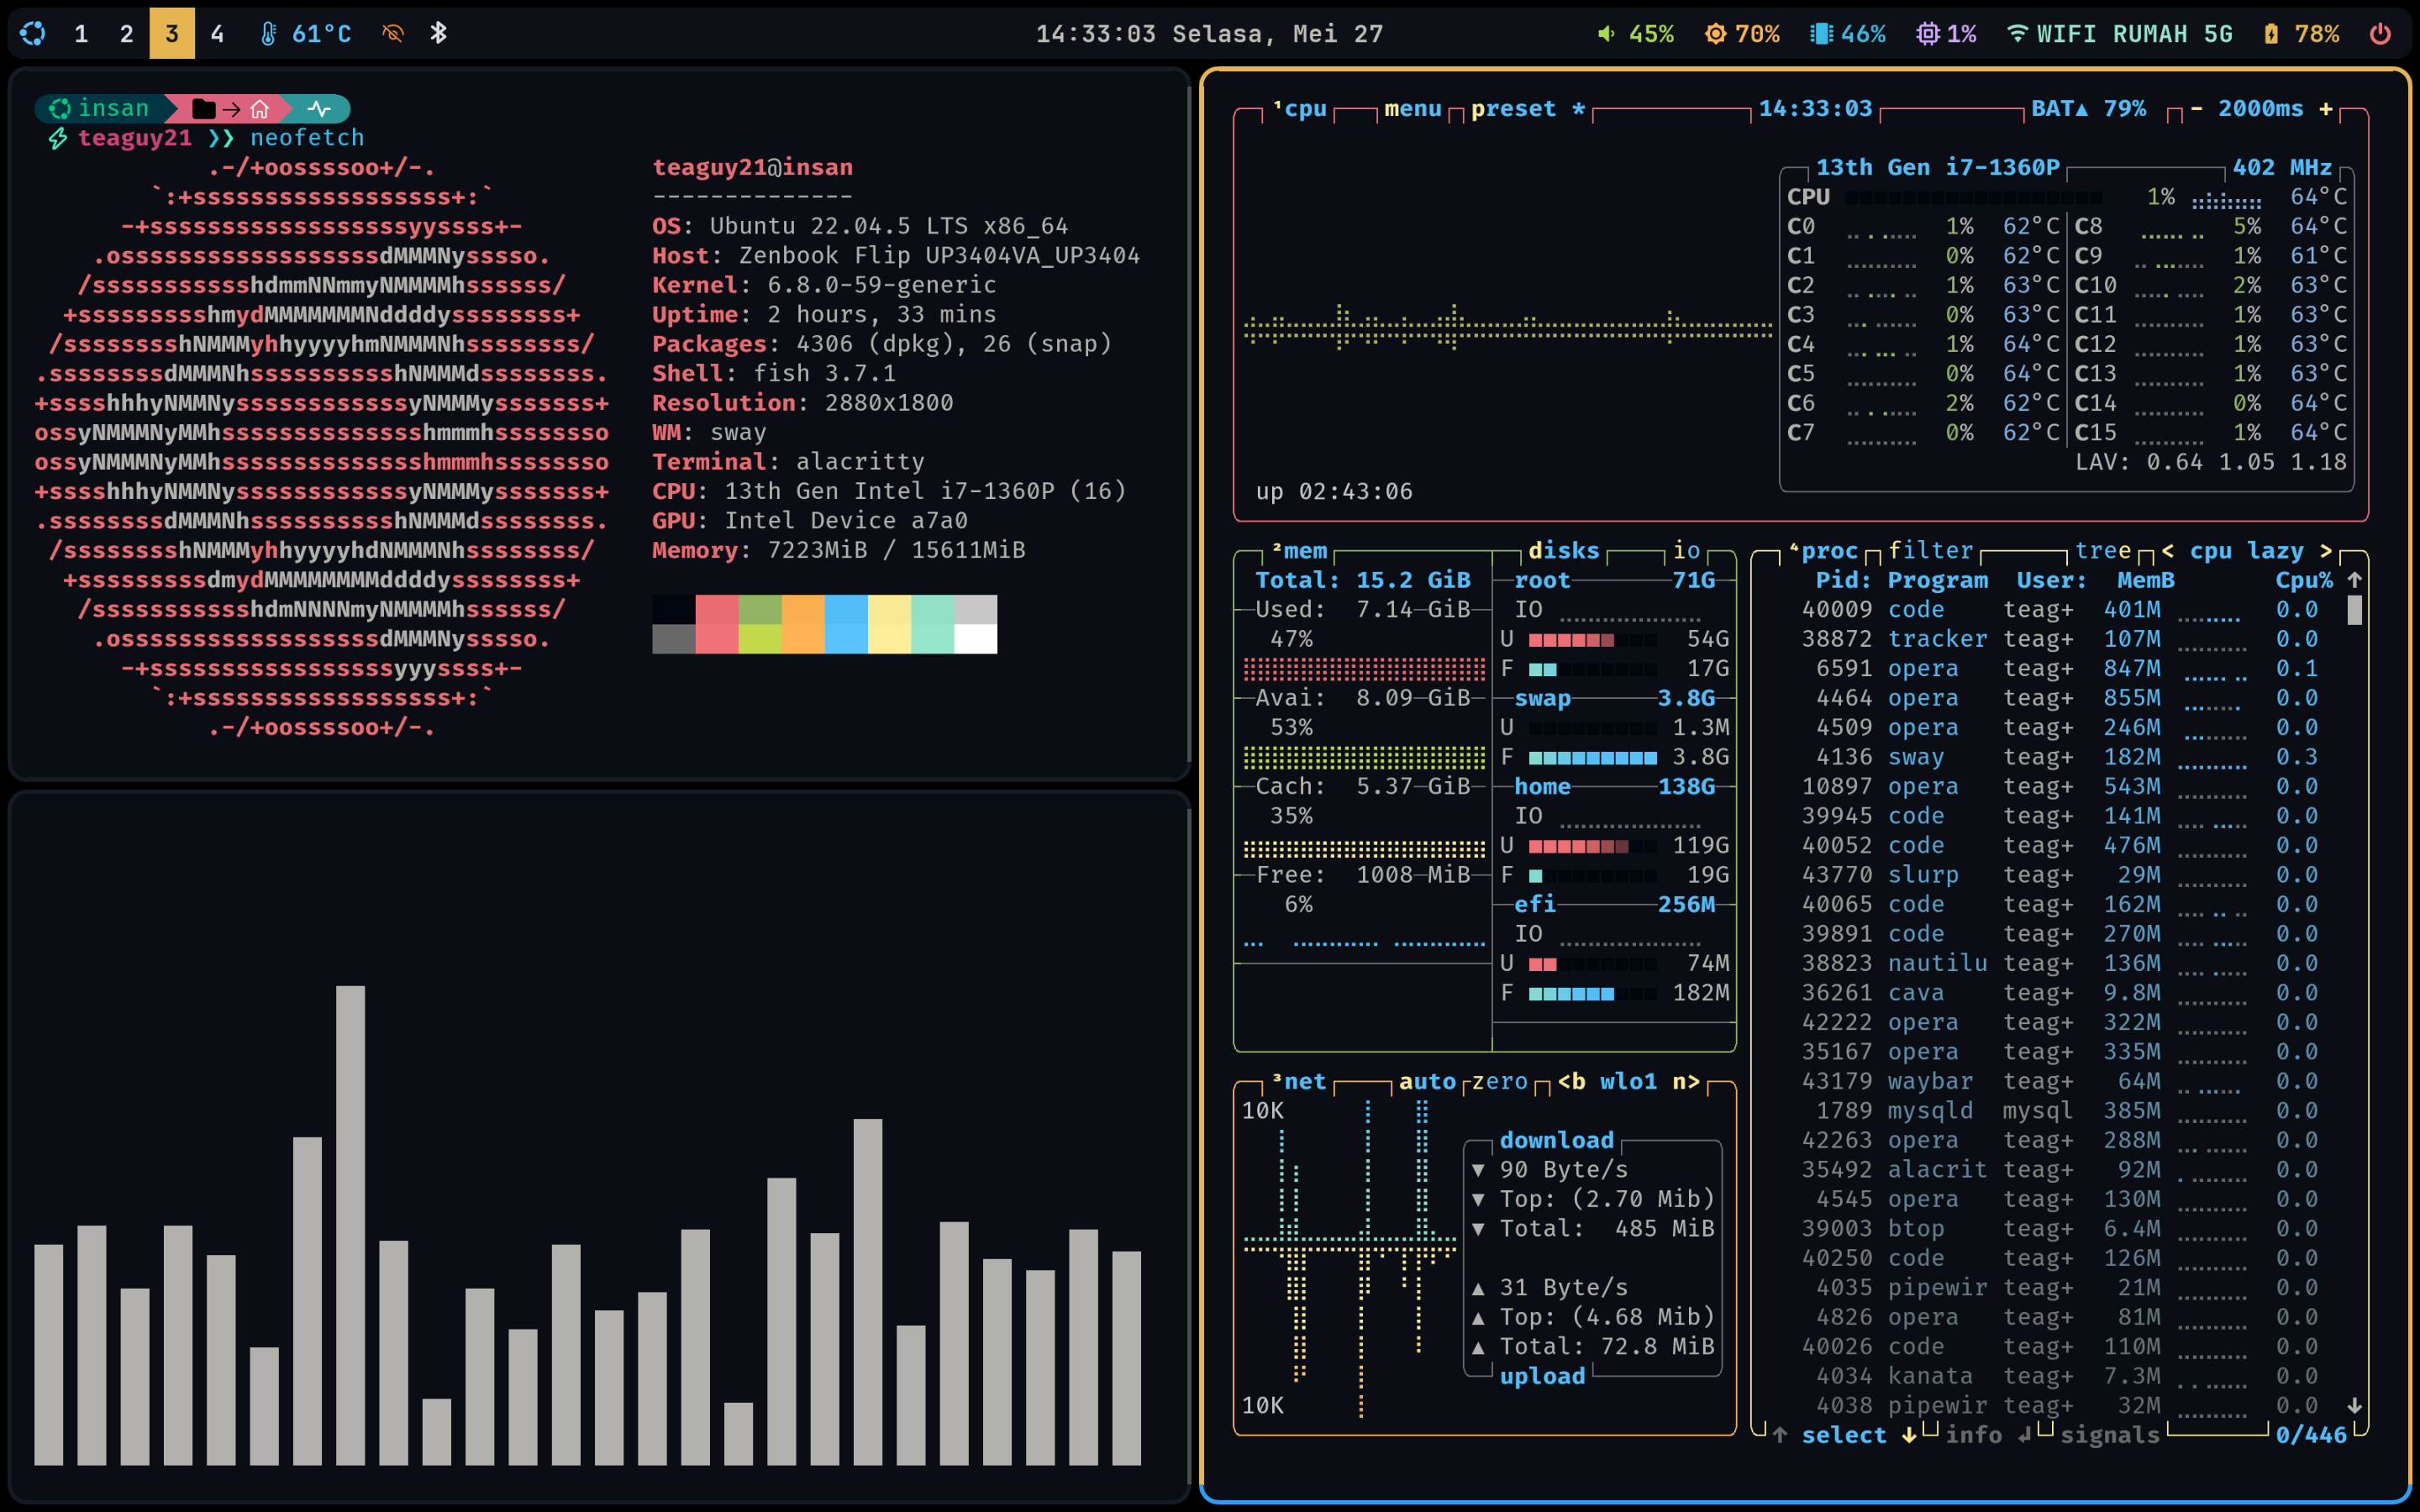 1 2 3 4 61°C
14:33:03 Selasa, Mei 27
45% 70% 46% 1% WIFI RUMAH 5G 78%
insan
teaguy21 ❯❯ neofetch
.-/+oossssoo+/-.
`:+ssssssssssssssssss+:`
-+ssssssssssssssssssyyssss+-
.ossssssssssssssssssdMMMNysssso.
/ssssssssssshdmmNNmmyNMMMMhssssss/
+ssssssssshmydMMMMMMMNddddyssssssss+
/sssssssshNMMMyhhyyyyhmNMMMNhssssssss/
.ssssssssdMMMNhsssssssssshNMMMdssssssss.
+sssshhhyNMMNyssssssssssssyNMMMysssssss+
ossyNMMMNyMMhsssssssssssssshmmmhssssssso
ossyNMMMNyMMhsssssssssssssshmmmhssssssso
+sssshhhyNMMNyssssssssssssyNMMMysssssss+
.ssssssssdMMMNhsssssssssshNMMMdssssssss.
/sssssssshNMMMyhhyyyyhdNMMMNhssssssss/
+sssssssssdmydMMMMMMMMddddyssssssss+
/ssssssssssshdmNNNNmyNMMMMhssssss/
.ossssssssssssssssssdMMMNysssso.
-+sssssssssssssssssyyyssss+-
`:+ssssssssssssssssss+:`
.-/+oossssoo+/-.
teaguy21@insan
--------------
OS: Ubuntu 22.04.5 LTS x86_64
Host: Zenbook Flip UP3404VA_UP3404
Kernel: 6.8.0-59-generic
Uptime: 2 hours, 33 mins
Packages: 4306 (dpkg), 26 (snap)
Shell: fish 3.7.1
Resolution: 2880x1800
WM: sway
Terminal: alacritty
CPU: 13th Gen Intel i7-1360P (16)
GPU: Intel Device a7a0
Memory: 7223MiB / 15611MiB
¹cpu menu preset * 14:33:03 BAT▲ 79% - 2000ms +
13th Gen i7-1360P 402 MHz
CPU 1% 64°C
C0 1% 62°C C8 5% 64°C
C1 0% 62°C C9 1% 61°C
C2 1% 63°C C10 2% 63°C
C3 0% 63°C C11 1% 63°C
C4 1% 64°C C12 1% 63°C
C5 0% 64°C C13 1% 63°C
C6 2% 62°C C14 0% 64°C
C7 0% 62°C C15 1% 64°C
LAV: 0.64 1.05 1.18
up 02:43:06
²mem
Total: 15.2 GiB
Used: 7.14 GiB
47%
Avai: 8.09 GiB
53%
Cach: 5.37 GiB
35%
Free: 1008 MiB
6%
disks io
root 71G
IO
U 54G
F 17G
swap 3.8G
U 1.3M
F 3.8G
home 138G
IO
U 119G
F 19G
efi 256M
IO
U 74M
F 182M
³net auto zero <b wlo1 n>
10K
download
▼ 90 Byte/s
▼ Top: (2.70 Mib)
▼ Total: 485 MiB
▲ 31 Byte/s
▲ Top: (4.68 Mib)
▲ Total: 72.8 MiB
upload
10K
⁴proc filter tree < cpu lazy >
Pid: Program User: MemB Cpu% ↑
40009 code teag+ 401M 0.0
38872 tracker teag+ 107M 0.0
6591 opera teag+ 847M 0.1
4464 opera teag+ 855M 0.0
4509 opera teag+ 246M 0.0
4136 sway teag+ 182M 0.3
10897 opera teag+ 543M 0.0
39945 code teag+ 141M 0.0
40052 code teag+ 476M 0.0
43770 slurp teag+ 29M 0.0
40065 code teag+ 162M 0.0
39891 code teag+ 270M 0.0
38823 nautilu teag+ 136M 0.0
36261 cava teag+ 9.8M 0.0
42222 opera teag+ 322M 0.0
35167 opera teag+ 335M 0.0
43179 waybar teag+ 64M 0.0
1789 mysqld mysql 385M 0.0
42263 opera teag+ 288M 0.0
35492 alacrit teag+ 92M 0.0
4545 opera teag+ 130M 0.0
39003 btop teag+ 6.4M 0.0
40250 code teag+ 126M 0.0
4035 pipewir teag+ 21M 0.0
4826 opera teag+ 81M 0.0
40026 code teag+ 110M 0.0
4034 kanata teag+ 7.3M 0.0
4038 pipewir teag+ 32M 0.0 ↓
↑ select ↓ info ↲ signals 0/446